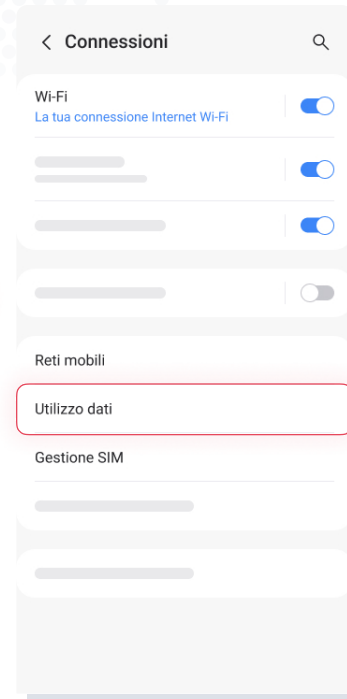 Connessioni
Wi-Fi
La tua connessione Internet Wi-Fi
Reti mobili
Utilizzo dati
Gestione SIM